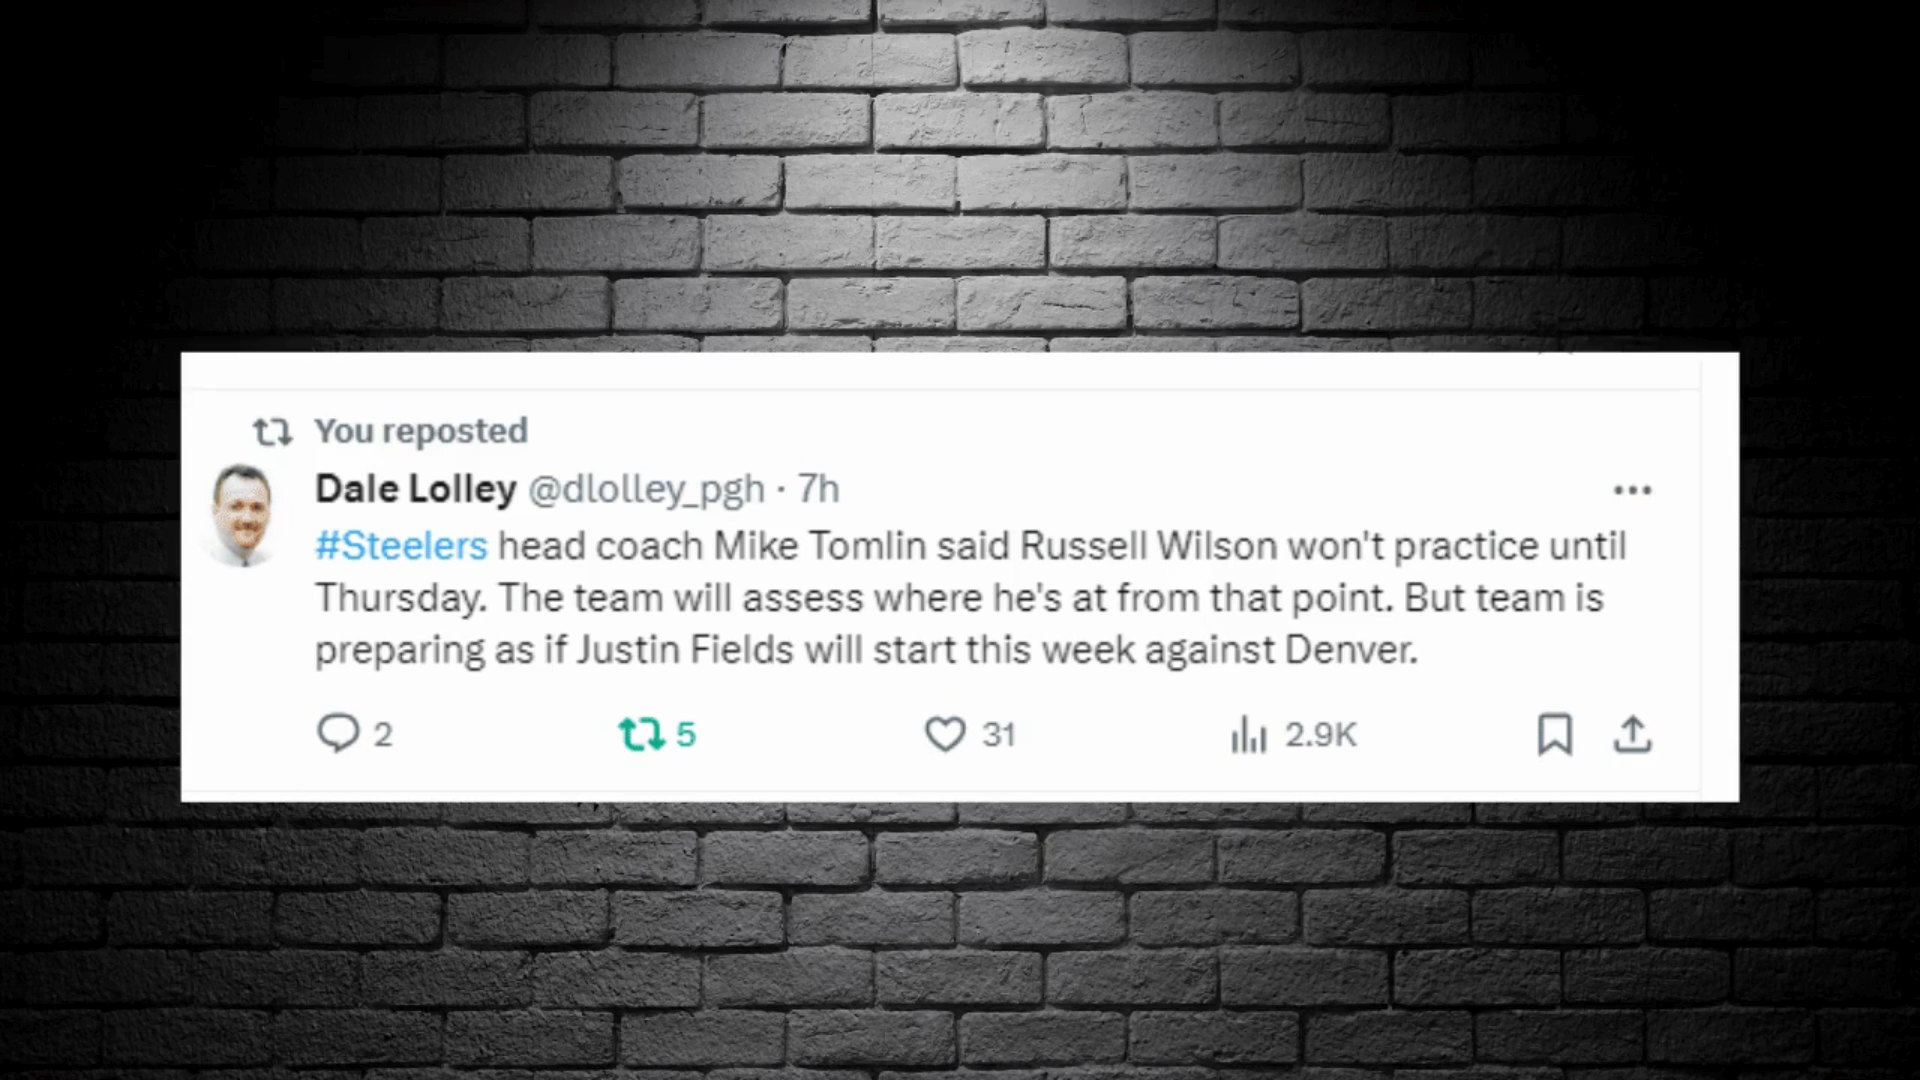 You reposted
Dale Lolley @dlolley_pgh · 7h
#Steelers head coach Mike Tomlin said Russell Wilson won't practice until
Thursday. The team will assess where he's at from that point. But team is
preparing as if Justin Fields will start this week against Denver.
2 5 31 2.9K